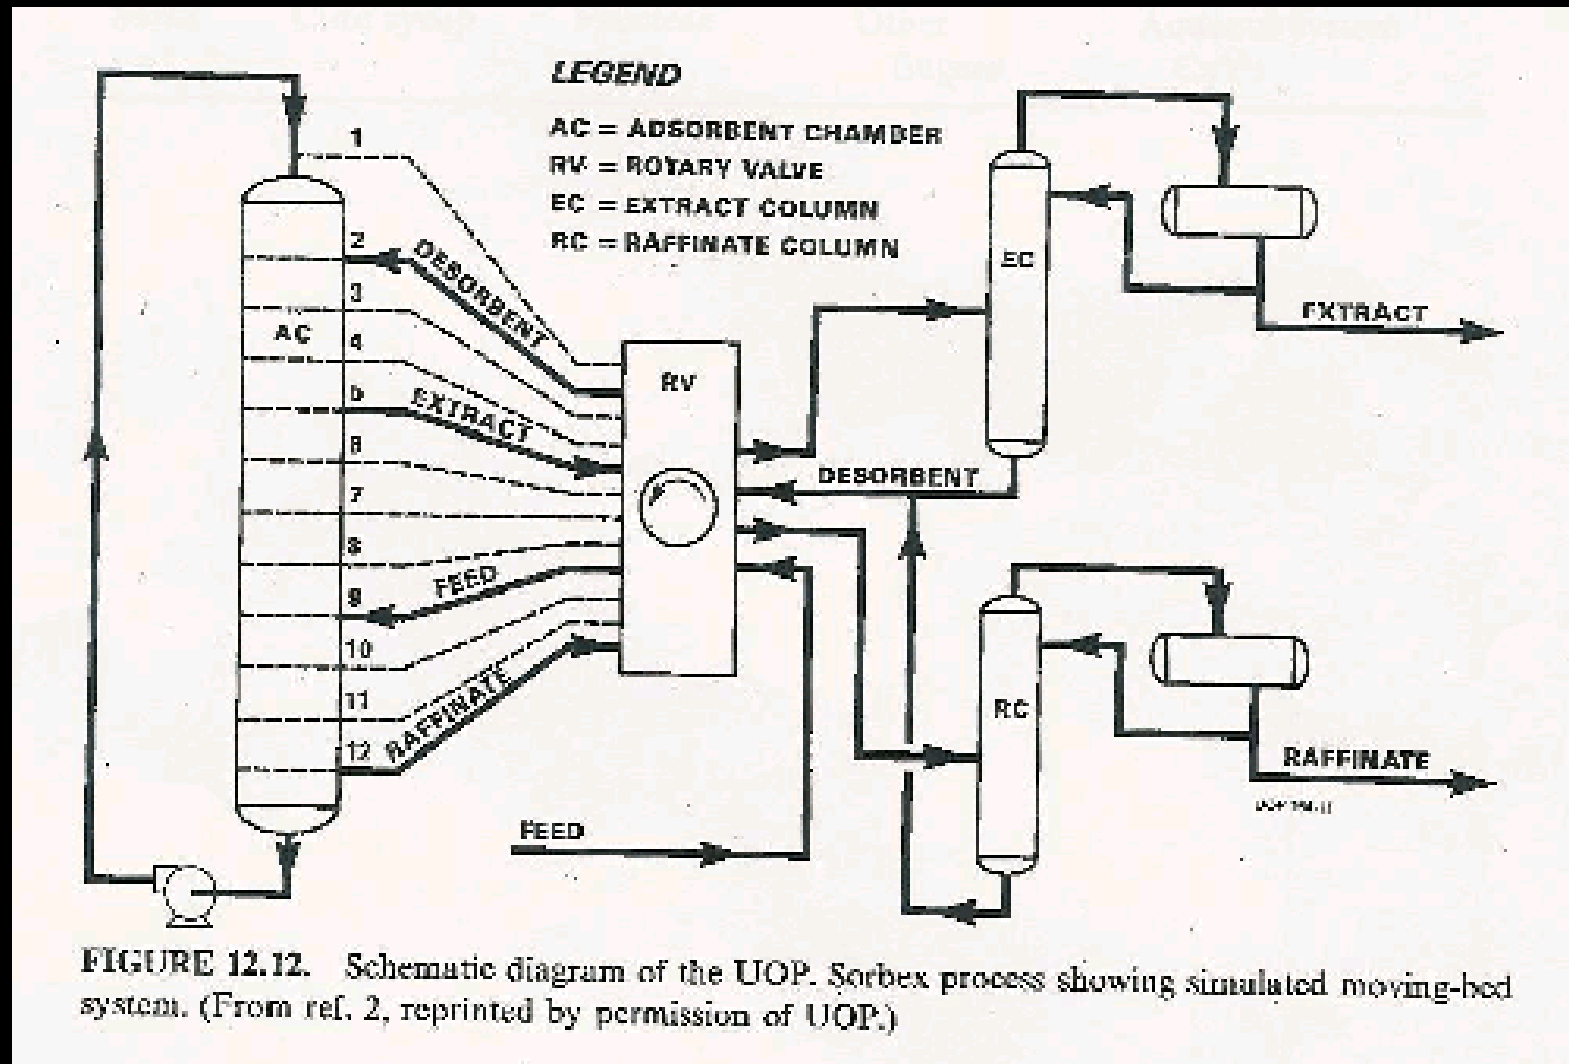 LEGEND
AC = ADSORBENT CHAMBER
RV = ROTARY VALVE
EC = EXTRACT COLUMN
RC = RAFFINATE COLUMN
1
2
DESORBENT
3
AC
4
5
EXTRACT
6
7
8
FEED
9
10
11
RAFFINATE
12
RV
EC
EXTRACT
DESORBENT
RC
RAFFINATE
FEED
FIGURE 12.12. Schematic diagram of the UOP. Sorbex process showing simulated moving-bed
system. (From ref. 2, reprinted by permission of UOP.)